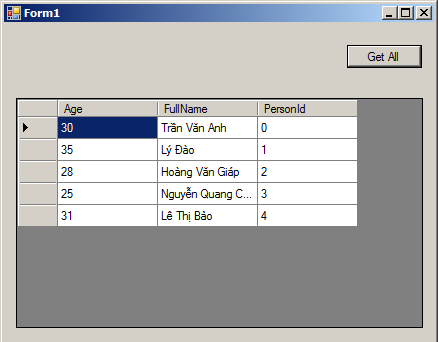 Form1
Get All
Age FullName PersonId
30 Trần Văn Anh 0
35 Lý Đào 1
28 Hoàng Văn Giáp 2
25 Nguyễn Quang C... 3
31 Lê Thị Bảo 4